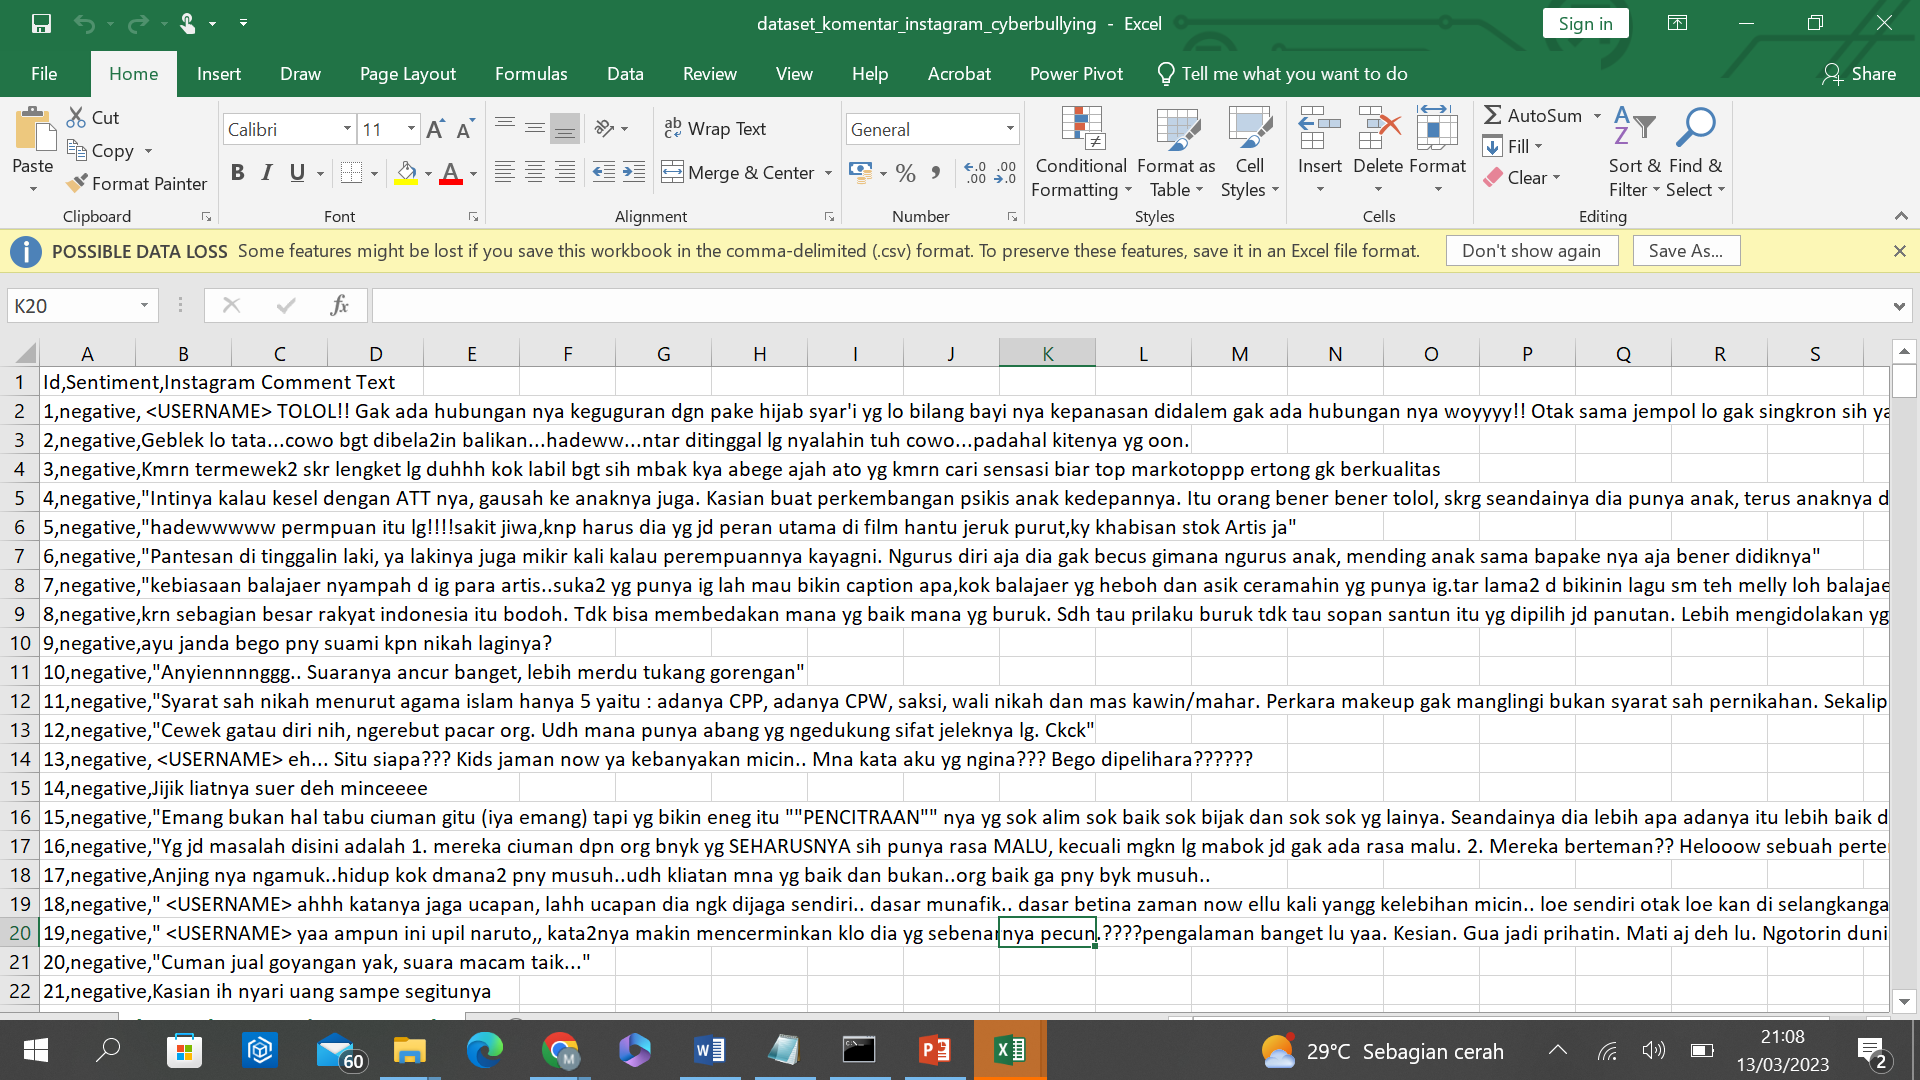 dataset_komentar_instagram_cyberbullying - Excel
Sign in
File Home Insert Draw Page Layout Formulas Data Review View Help Acrobat Power Pivot Tell me what you want to do Share
Paste
Cut
Copy
Format Painter
Clipboard
Calibri 11
B I U
Font
Wrap Text
Merge & Center
Alignment
General
Number
Conditional Formatting
Format as Table
Cell Styles
Styles
Insert Delete Format
Cells
AutoSum
Fill
Clear
Sort & Filter
Find & Select
Editing
POSSIBLE DATA LOSS Some features might be lost if you save this workbook in the comma-delimited (.csv) format. To preserve these features, save it in an Excel file format. Don't show again Save As...
K20 fx
A B C D E F G H I J K L M N O P Q R S
1 Id,Sentiment,Instagram Comment Text
2 1,negative, <USERNAME> TOLOL!! Gak ada hubungan nya keguguran dgn pake hijab syar'i yg lo bilang bayi nya kepanasan didalem gak ada hubungan nya woyyyy!! Otak sama jempol lo gak singkron sih ya
3 2,negative,Geblek lo tata...cowo bgt dibela2in balikan...hadeww...ntar ditinggal lg nyalahin tuh cowo...padahal kitenya yg oon.
4 3,negative,Kmrn termewek2 skr lengket lg duhhh kok labil bgt sih mbak kya abege ajah ato yg kmrn cari sensasi biar top markotoppp ertong gk berkualitas
5 4,negative,"Intinya kalau kesel dengan ATT nya, gausah ke anaknya juga. Kasian buat perkembangan psikis anak kedepannya. Itu orang bener bener tolol, skrg seandainya dia punya anak, terus anaknya d
6 5,negative,"hadewwwww permpuan itu lg!!!!sakit jiwa,knp harus dia yg jd peran utama di film hantu jeruk purut,ky khabisan stok Artis ja"
7 6,negative,"Pantesan di tinggalin laki, ya lakinya juga mikir kali kalau perempuannya kayagni. Ngurus diri aja dia gak becus gimana ngurus anak, mending anak sama bapake nya aja bener didiknya"
8 7,negative,"kebiasaan balajaer nyampah d ig para artis..suka2 yg punya ig lah mau bikin caption apa,kok balajaer yg heboh dan asik ceramahin yg punya ig.tar lama2 d bikinin lagu sm teh melly loh balajae
9 8,negative,krn sebagian besar rakyat indonesia itu bodoh. Tdk bisa membedakan mana yg baik mana yg buruk. Sdh tau prilaku buruk tdk tau sopan santun itu yg dipilih jd panutan. Lebih mengidolakan yg
10 9,negative,ayu janda bego pny suami kpn nikah laginya?
11 10,negative,"Anyiennnnggg.. Suaranya ancur banget, lebih merdu tukang gorengan"
12 11,negative,"Syarat sah nikah menurut agama islam hanya 5 yaitu : adanya CPP, adanya CPW, saksi, wali nikah dan mas kawin/mahar. Perkara makeup gak manglingi bukan syarat sah pernikahan. Sekalip
13 12,negative,"Cewek gatau diri nih, ngerebut pacar org. Udh mana punya abang yg ngedukung sifat jeleknya lg. Ckck"
14 13,negative, <USERNAME> eh... Situ siapa??? Kids jaman now ya kebanyakan micin.. Mna kata aku yg ngina??? Bego dipelihara??????
15 14,negative,Jijik liatnya suer deh minceeee
16 15,negative,"Emang bukan hal tabu ciuman gitu (iya emang) tapi yg bikin eneg itu ""PENCITRAAN"" nya yg sok alim sok baik sok bijak dan sok sok yg lainya. Seandainya dia lebih apa adanya itu lebih baik d
17 16,negative,"Yg jd masalah disini adalah 1. mereka ciuman dpn org bnyk yg SEHARUSNYA sih punya rasa MALU, kecuali mgkn lg mabok jd gak ada rasa malu. 2. Mereka berteman?? Helooow sebuah perte
18 17,negative,Anjing nya ngamuk..hidup kok dmana2 pny musuh..udh kliatan mna yg baik dan bukan..org baik ga pny byk musuh..
19 18,negative," <USERNAME> ahhh katanya jaga ucapan, lahh ucapan dia ngk dijaga sendiri.. dasar munafik.. dasar betina zaman now ellu kali yangg kelebihan micin.. loe sendiri otak loe kan di selangkanga
20 19,negative," <USERNAME> yaa ampun ini upil naruto,, kata2nya makin mencerminkan klo dia yg sebenarnya pecun.????pengalaman banget lu yaa. Kesian. Gua jadi prihatin. Mati aj deh lu. Ngotorin duni
21 20,negative,"Cuman jual goyangan yak, suara macam taik..."
22 21,negative,Kasian ih nyari uang sampe segitunya
60
29°C Sebagian cerah
21:08
13/03/2023
2